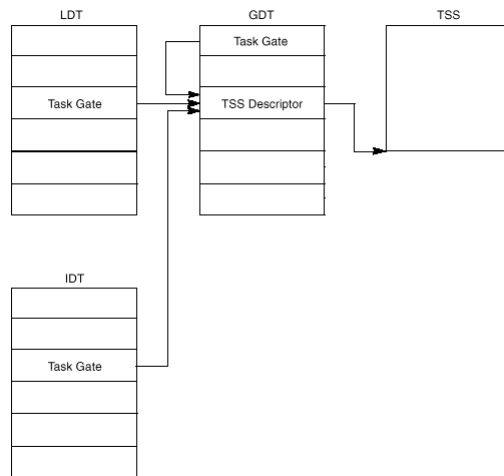 LDT
GDT
TSS
Task Gate
Task Gate
TSS Descriptor
IDT
Task Gate